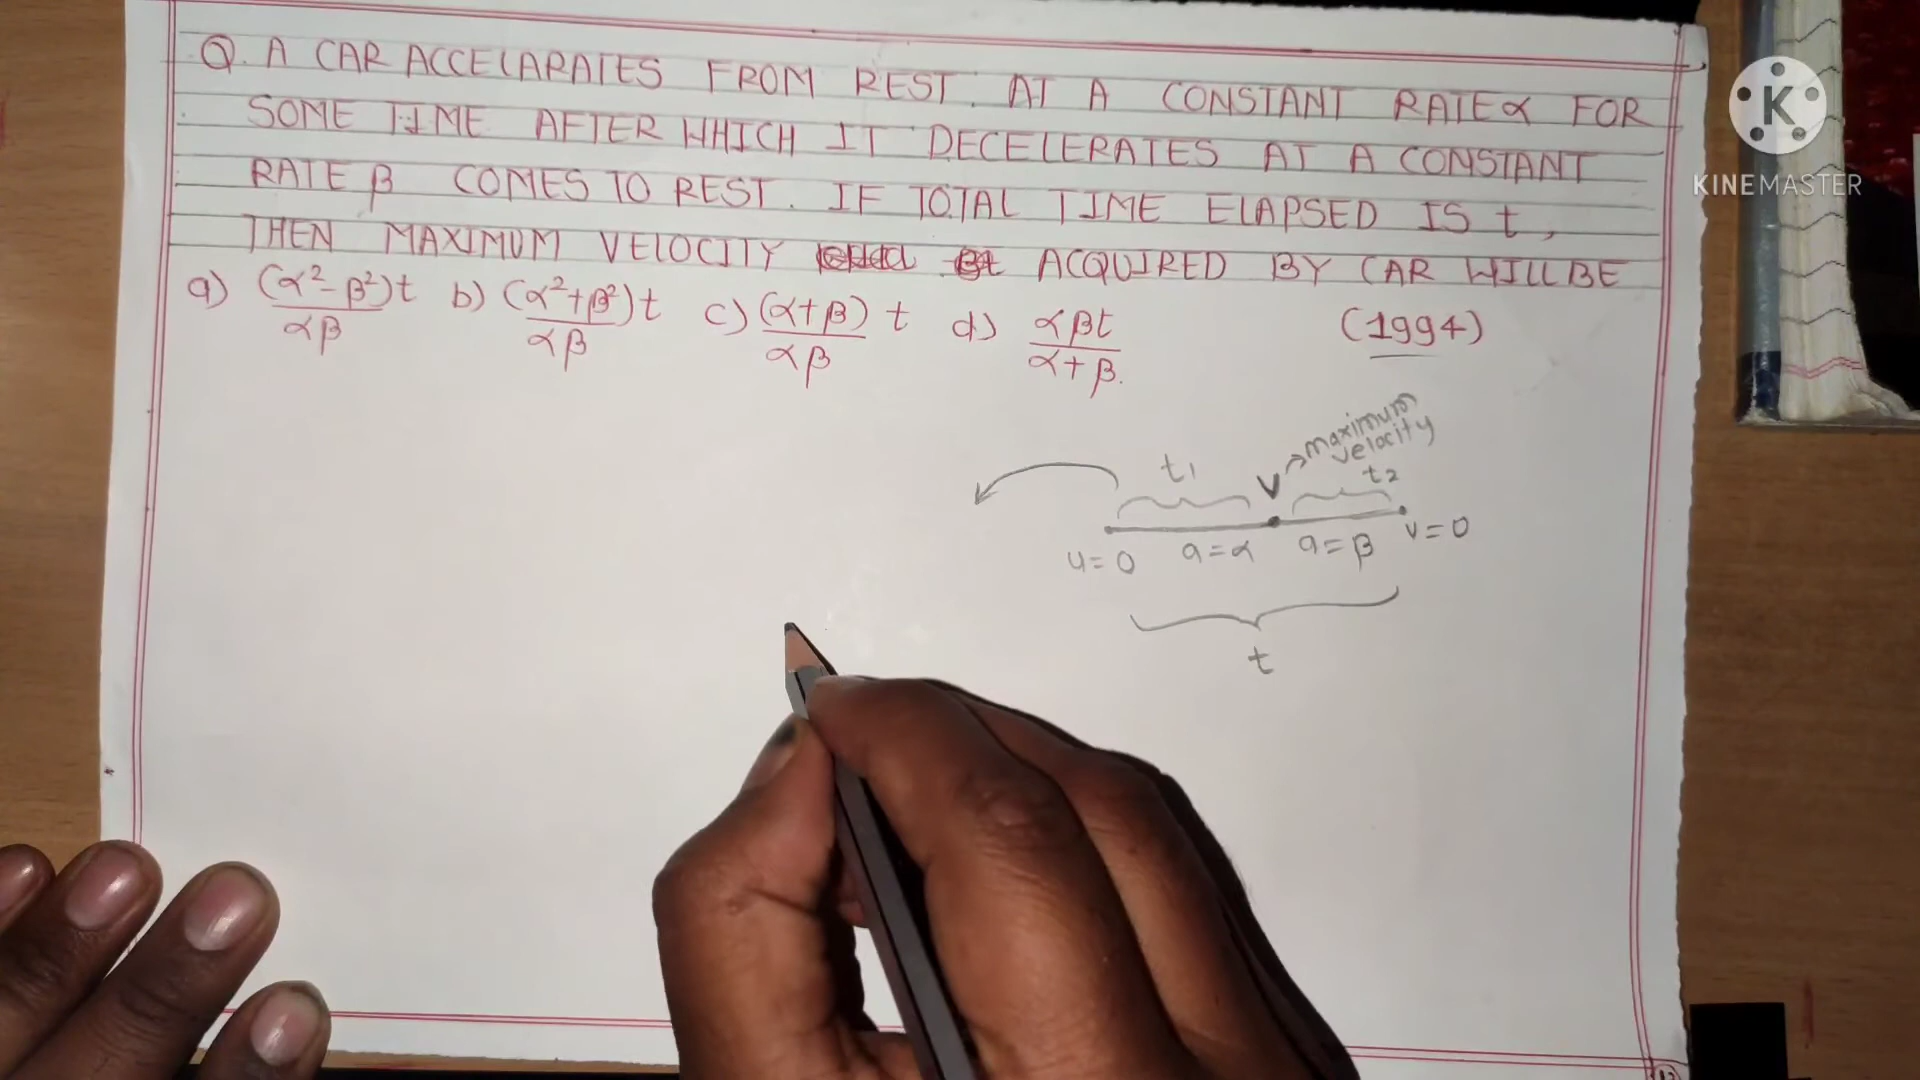 Q. A CAR ACCELARATES FROM REST. AT A CONSTANT RATE α FOR
SOME TIME AFTER WHICH IT DECELERATES AT A CONSTANT
RATE β COMES TO REST. IF TOTAL TIME ELAPSED IS t,
THEN MAXIMUM VELOCITY ACQUIRED BY CAR WILL BE
a) (α²-β²)t/αβ b) (α²+β²)t/αβ c) (α+β)/αβ t d) αβt/α+β. (1994)
maximum
velocity
t₁ V t₂
u=0 a=α a=β v=0
t
K
KINEMASTER